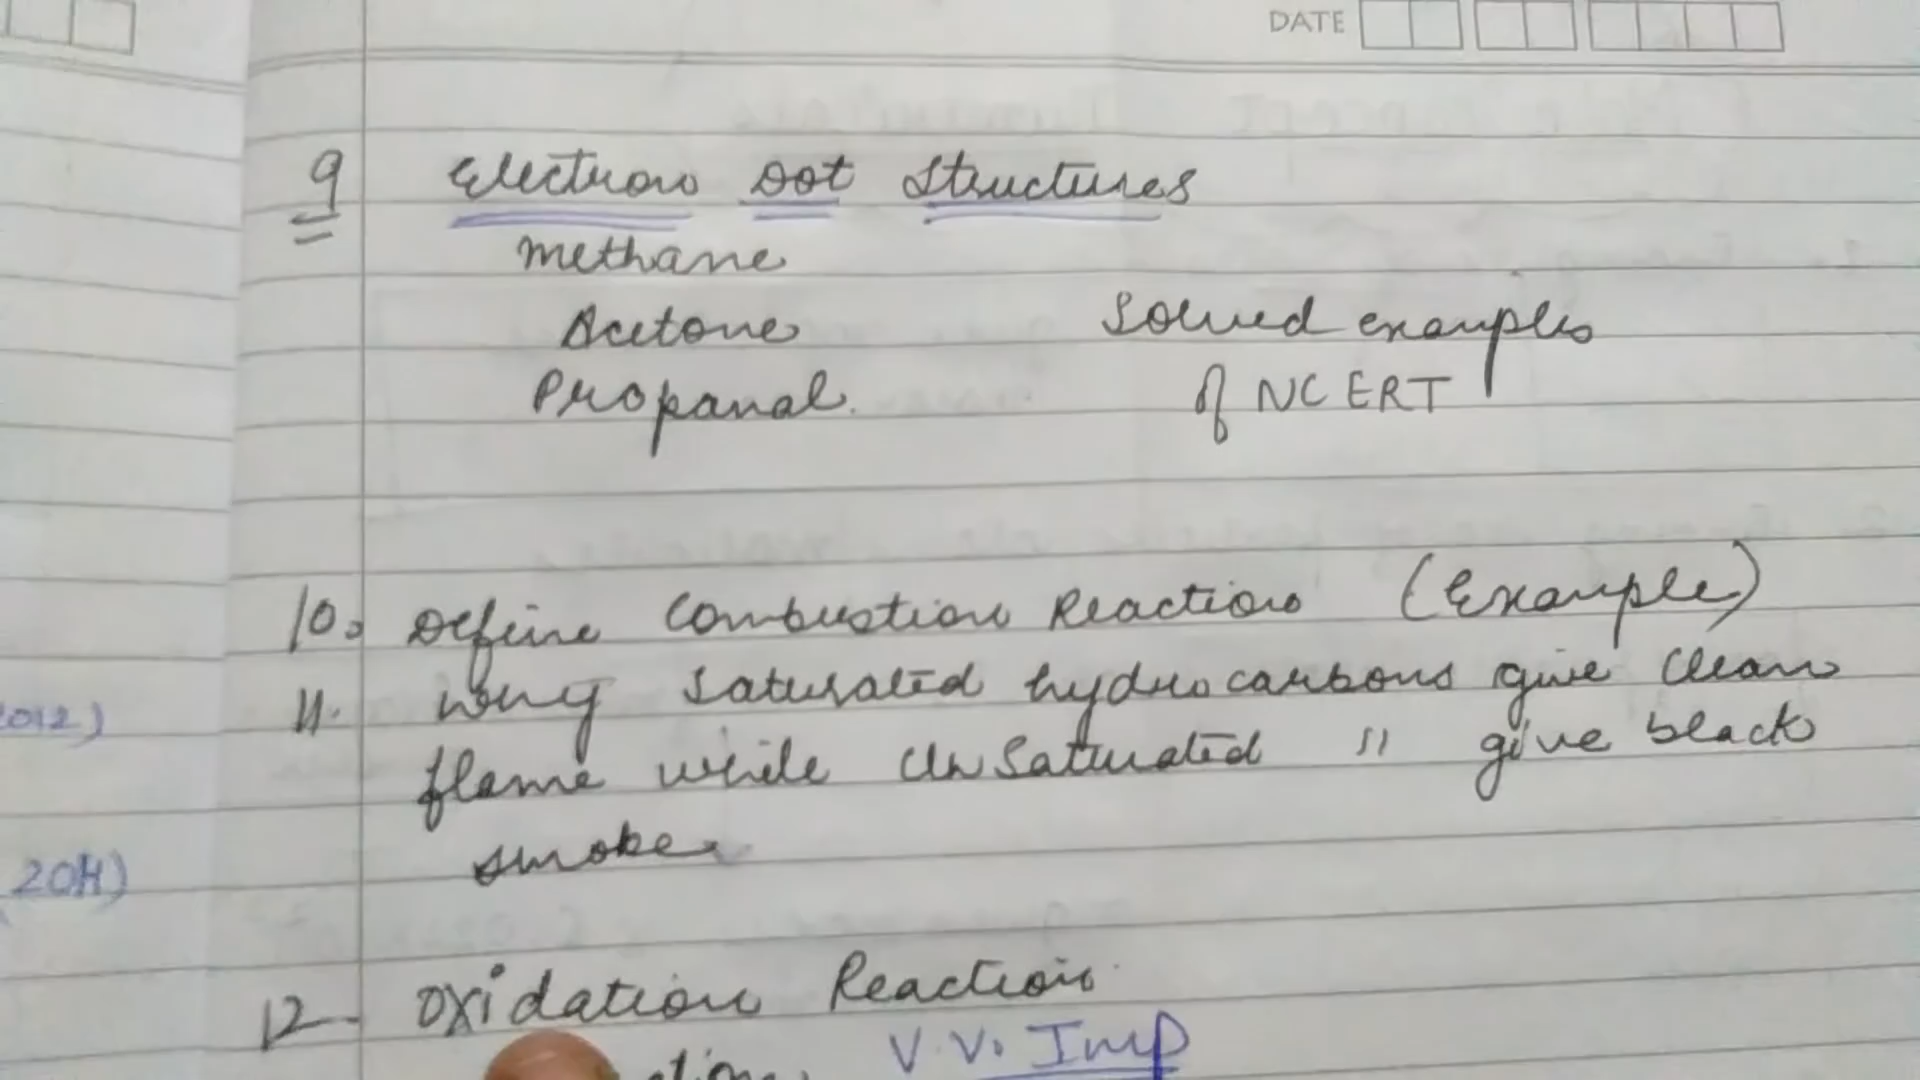 DATE
9 Electron Dot Structures
Methane
Acetone Solved examples
Propanal. of NCERT
10. Define Combustion Reaction (Example)
11. Why Saturated hydrocarbons give clean
2012)
flame while UnSaturated " give black
smoke
2014)
12. Oxidation Reaction
V.V. Imp